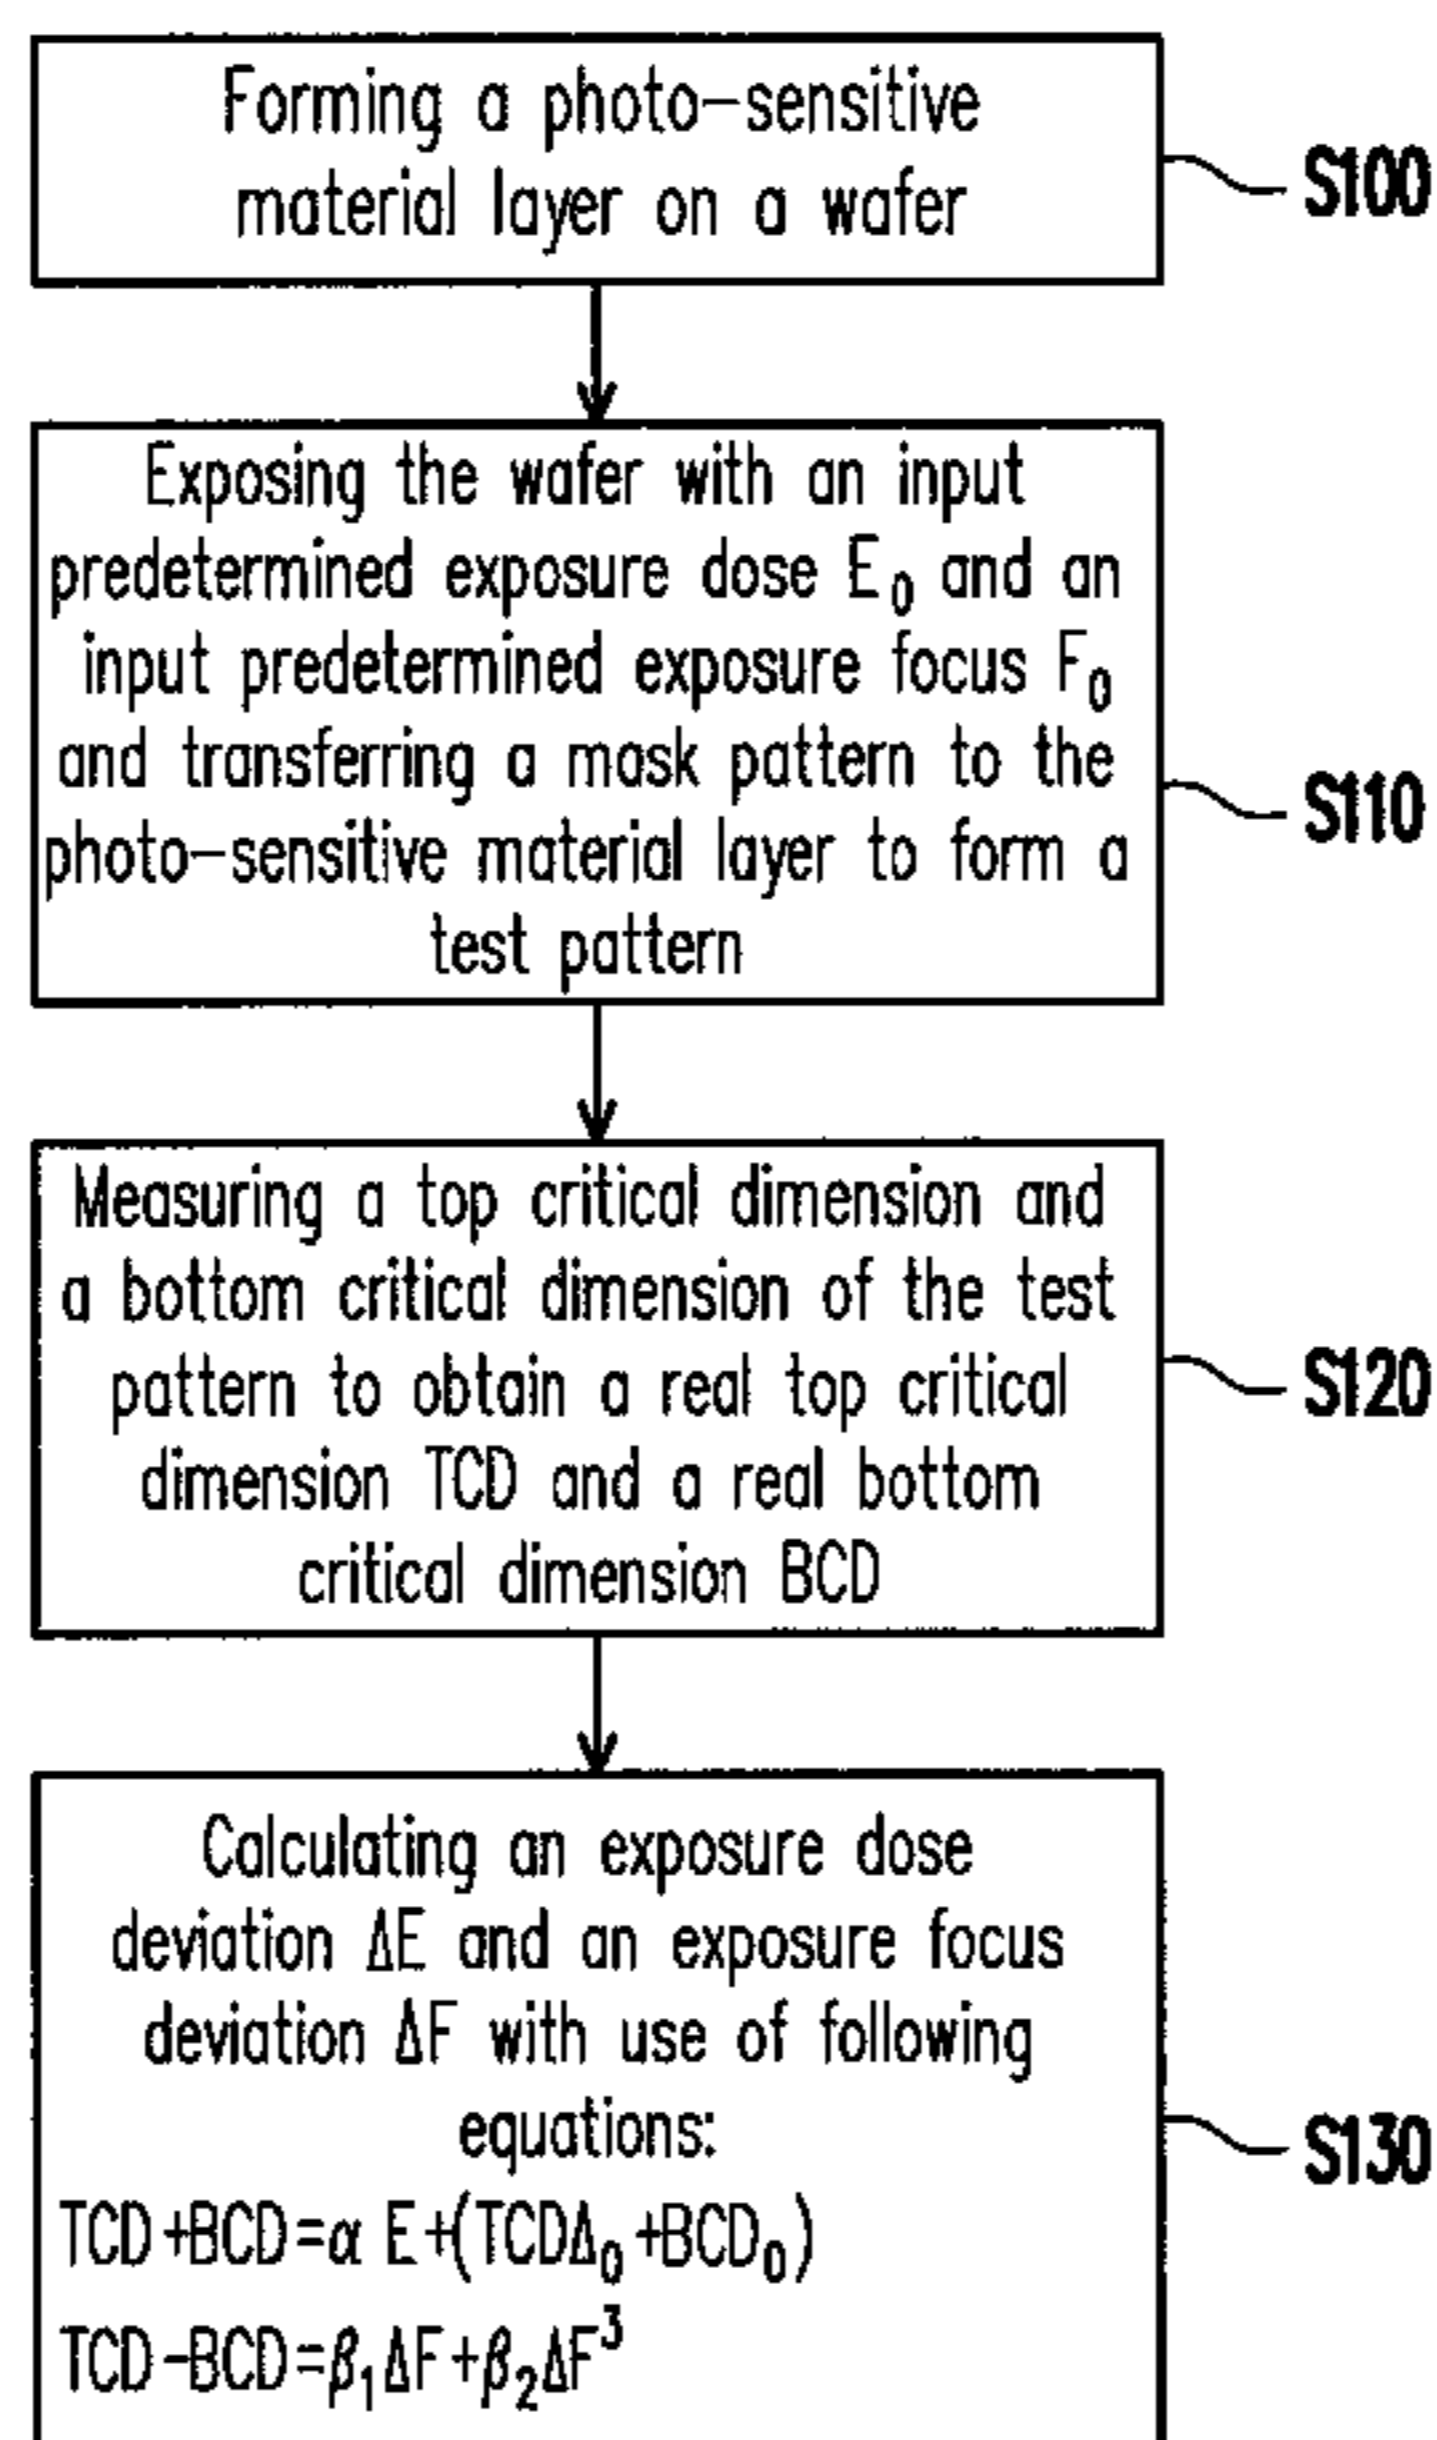 Forming a photo-sensitive
material layer on a wafer
S100
Exposing the wafer with an input
predetermined exposure dose E₀ and an
input predetermined exposure focus F₀
and transferring a mask pattern to the
photo-sensitive material layer to form a
test pattern
S110
Measuring a top critical dimension and
a bottom critical dimension of the test
pattern to obtain a real top critical
dimension TCD and a real bottom
critical dimension BCD
S120
Calculating an exposure dose
deviation ΔE and an exposure focus
deviation ΔF with use of following
equations:
TCD+BCD=α E+(TCDΔ₀+BCD₀)
TCD-BCD=β₁ΔF+β₂ΔF³
S130